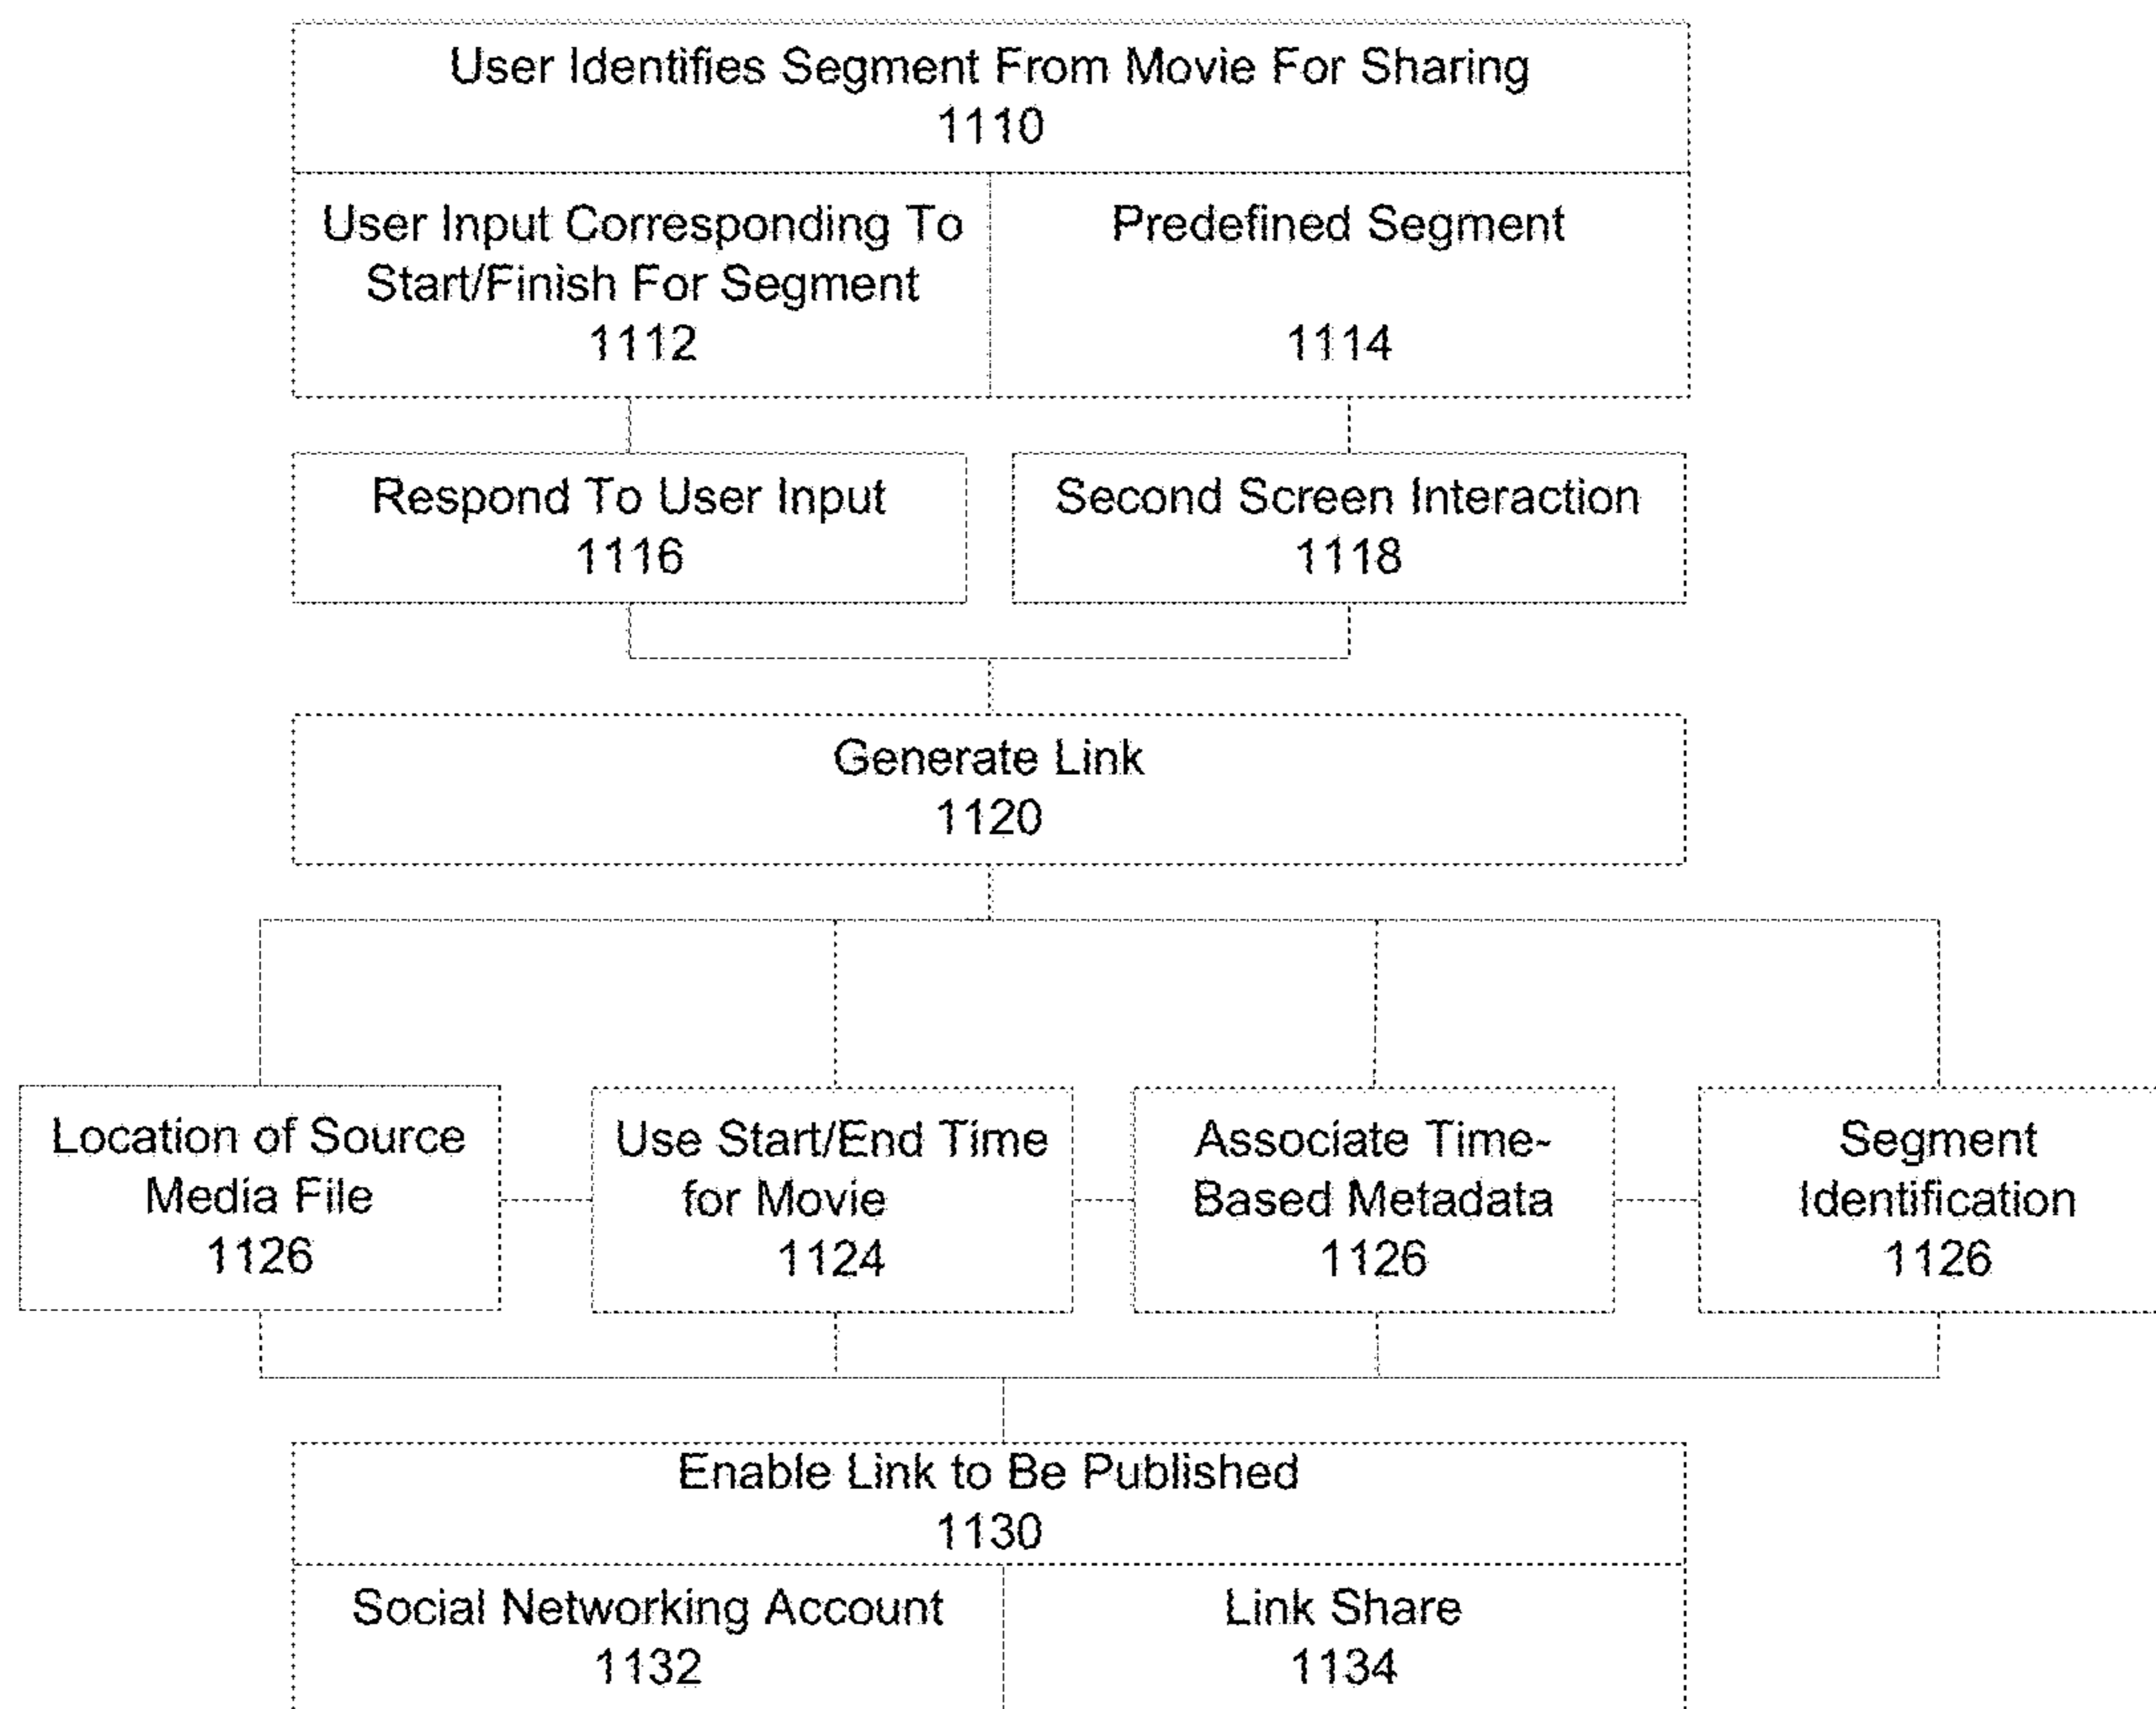 User Identifies Segment From Movie For Sharing
1110
User Input Corresponding To
Start/Finish For Segment
1112
Predefined Segment
1114
Respond To User Input
1116
Second Screen Interaction
1118
Generate Link
1120
Location of Source
Media File
1126
Use Start/End Time
for Movie
1124
Associate Time-
Based Metadata
1126
Segment
Identification
1126
Enable Link to Be Published
1130
Social Networking Account
1132
Link Share
1134